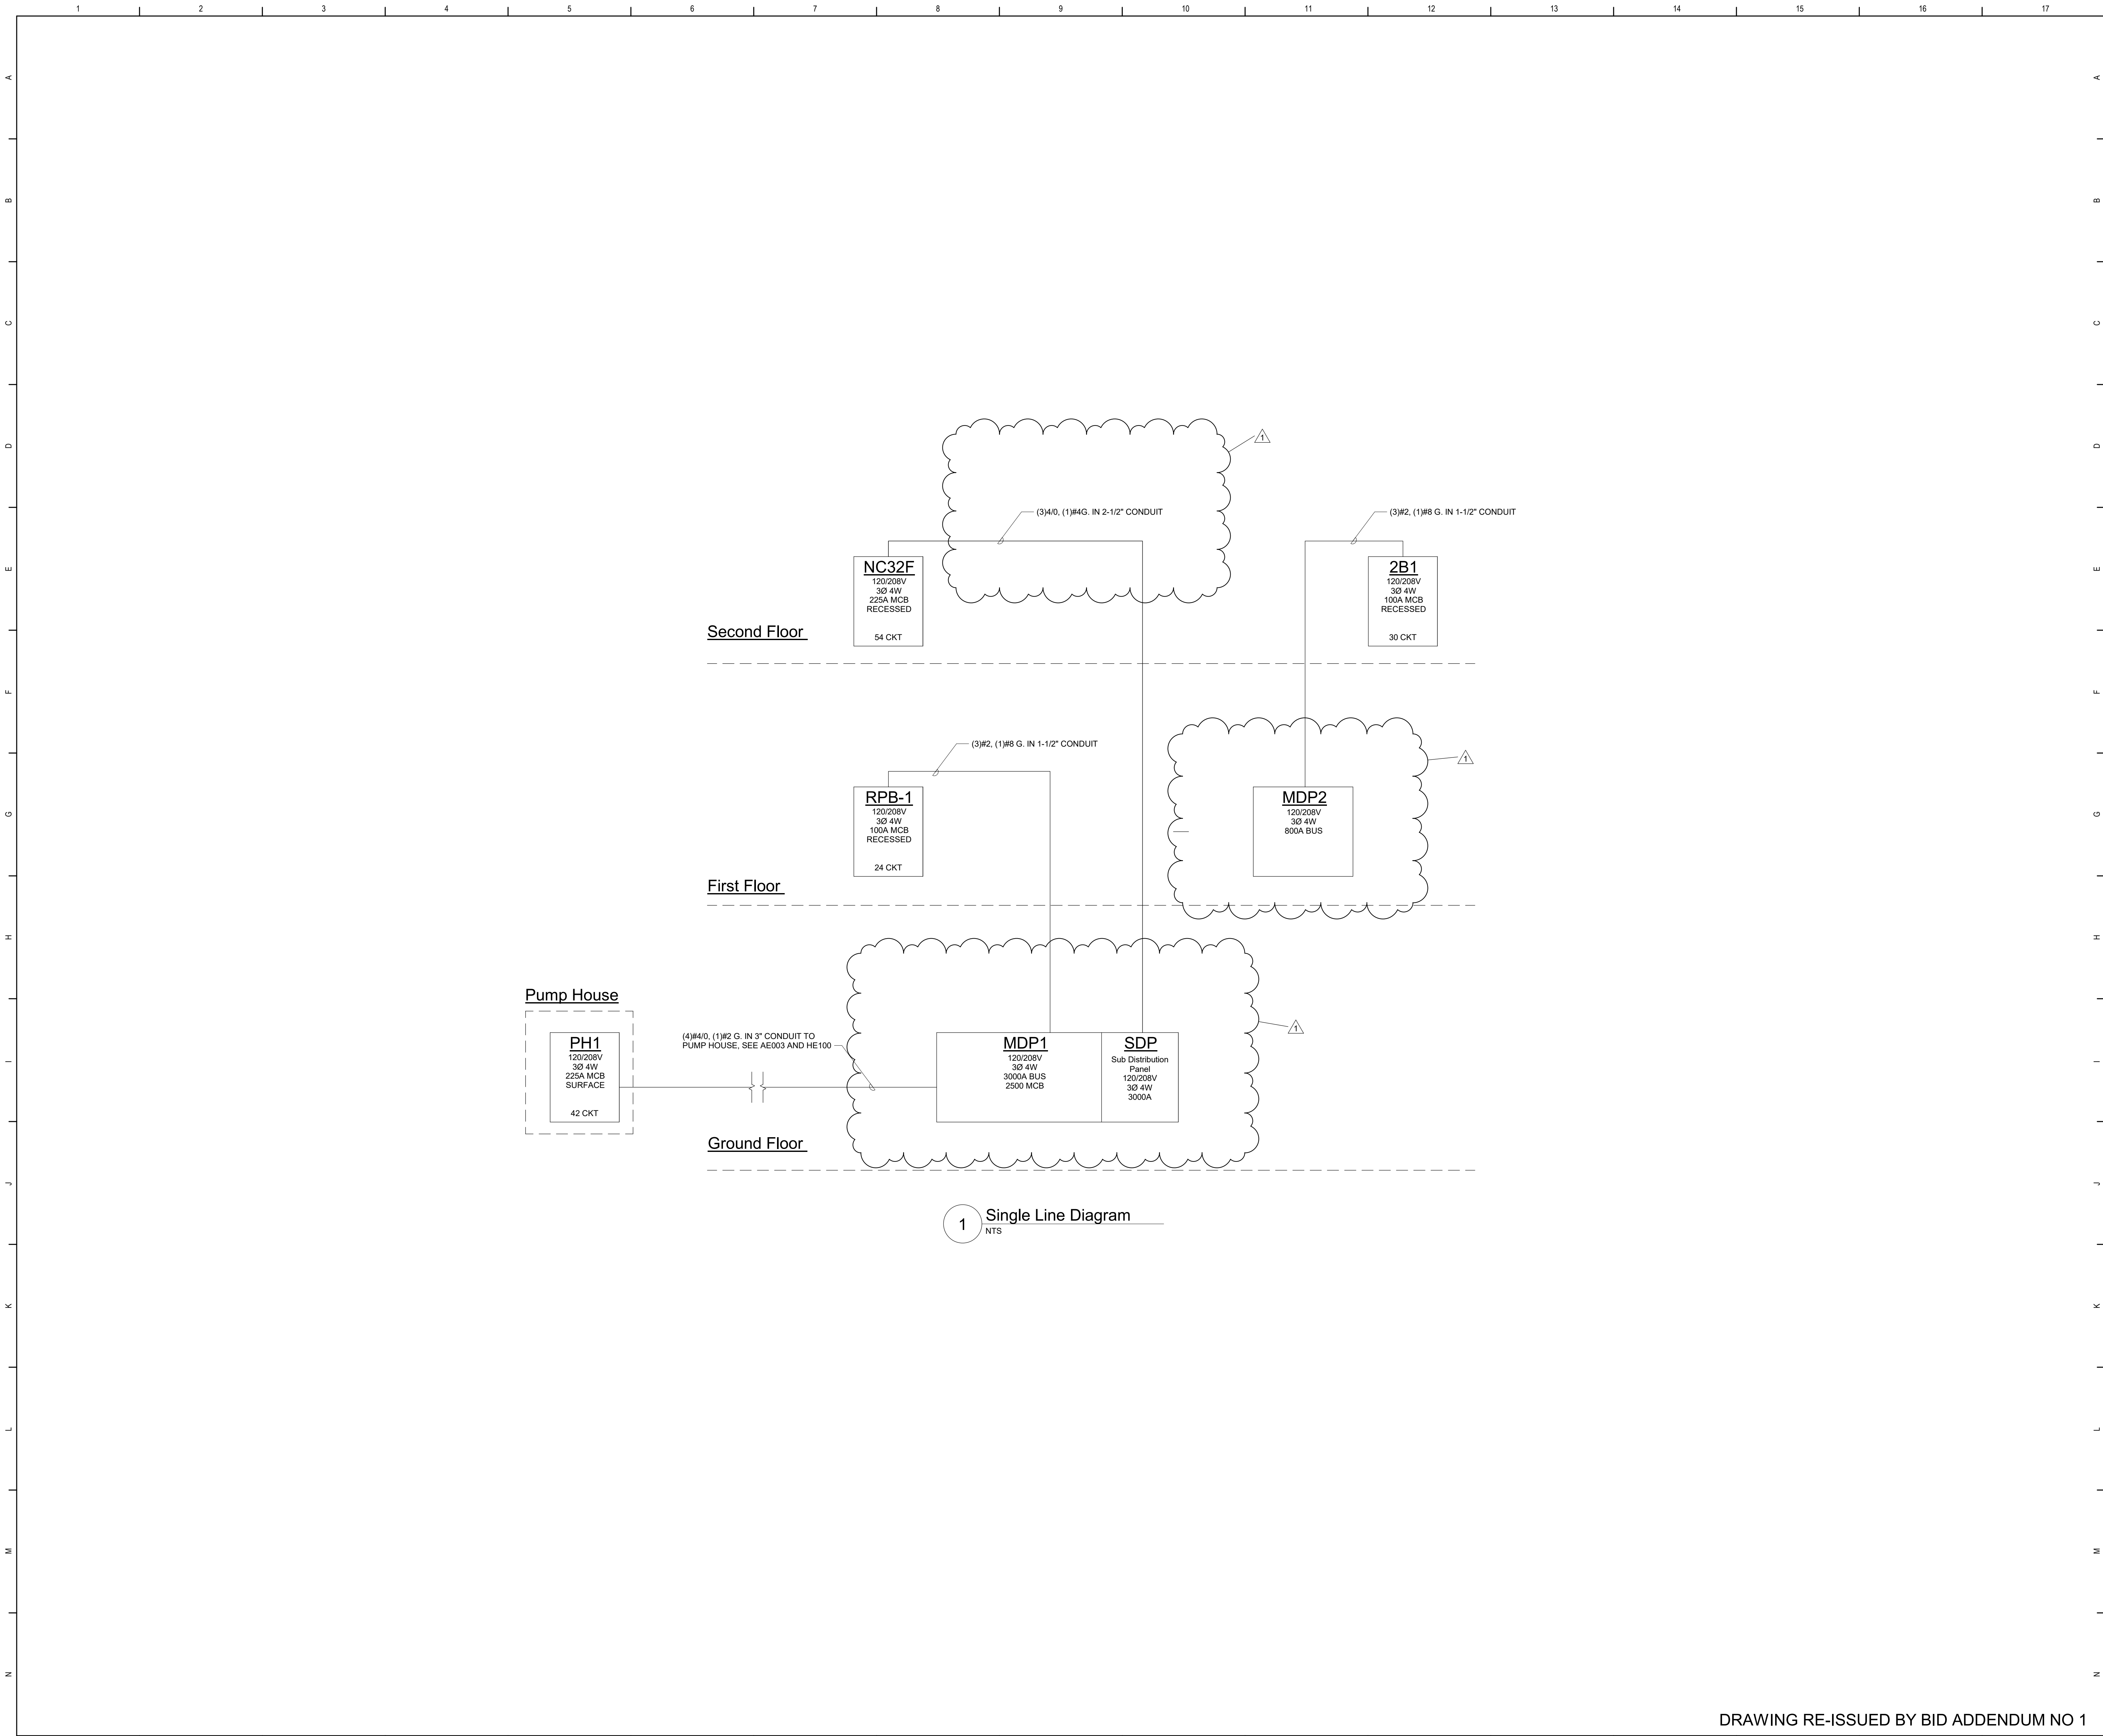 1 2 3 4 5 6 7 8 9 10 11 12 13 14 15 16 17
A A
B B
C C
D D
1
(3)4/0, (1)#4G. IN 2-1/2" CONDUIT
(3)#2, (1)#8 G. IN 1-1/2" CONDUIT
E E
NC32F
120/208V
3Ø 4W
225A MCB
RECESSED
54 CKT
2B1
120/208V
3Ø 4W
100A MCB
RECESSED
30 CKT
Second Floor
F F
(3)#2, (1)#8 G. IN 1-1/2" CONDUIT
1
RPB-1
120/208V
3Ø 4W
100A MCB
RECESSED
24 CKT
MDP2
120/208V
3Ø 4W
800A BUS
G G
First Floor
H H
Pump House
PH1
120/208V
3Ø 4W
225A MCB
SURFACE
42 CKT
(4)#4/0, (1)#2 G. IN 3" CONDUIT TO
PUMP HOUSE, SEE AE003 AND HE100
MDP1
120/208V
3Ø 4W
3000A BUS
2500 MCB
SDP
Sub Distribution
Panel
120/208V
3Ø 4W
3000A
1
I I
Ground Floor
J J
1 Single Line Diagram
NTS
K K
L L
M M
N N
DRAWING RE-ISSUED BY BID ADDENDUM NO 1